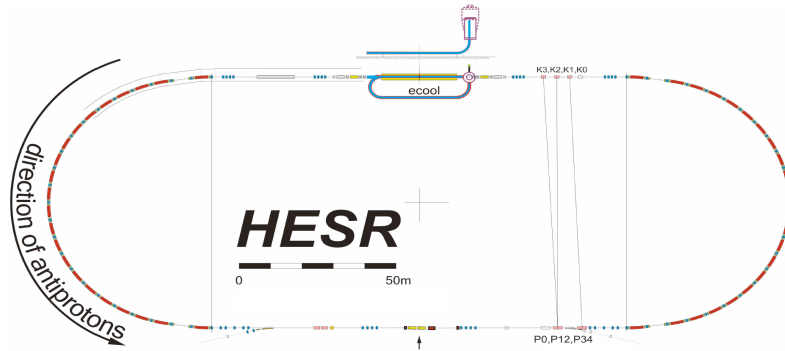 K3, K2, K1, K0
ecool
direction of antiprotons
HESR
0 50m
P0,P12,P34